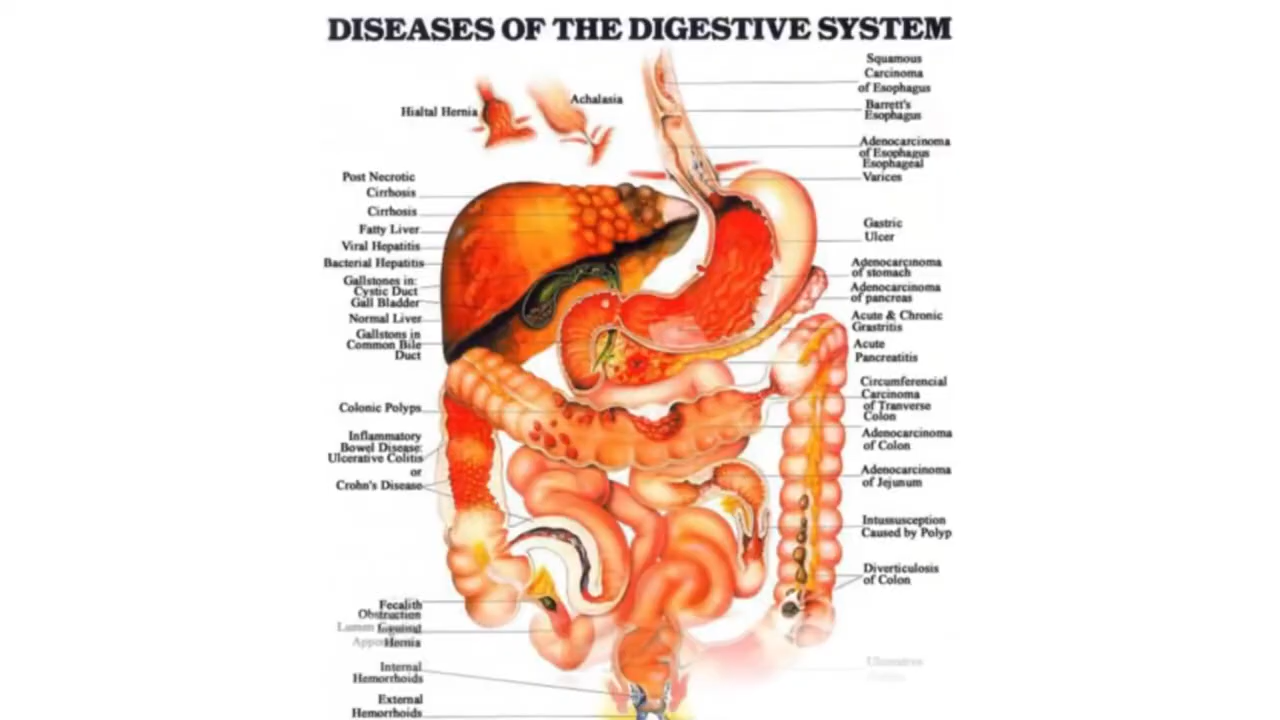 DISEASES OF THE DIGESTIVE SYSTEM
Hialtal Hernia
Achalasia
Post Necrotic
Cirrhosis
Cirrhosis
Fatty Liver
Viral Hepatitis
Bacterial Hepatitis
Gallstones in:
Cystic Duct
Gall Bladder
Normal Liver
Gallstons in
Common Bile
Duct
Colonic Polyps
Inflammatory
Bowel Disease:
Ulcerative Colitis
or
Crohn's Disease
Fecalith
Obstruction
Hernia
Internal
Hemorrhoids
External
Hemorrhoids
Squamous
Carcinoma
of Esophagus
Barrett's
Esophagus
Adenocarcinoma
of Esophagus
Esophageal
Varices
Gastric
Ulcer
Adenocarcinoma
of stomach
Adenocarcinoma
of pancreas
Acute & Chronic
Grastritis
Acute
Pancreatitis
Circumferencial
Carcinoma
of Tranverse
Colon
Adenocarcinoma
of Colon
Adenocarcinoma
of Jejunum
Intussusception
Caused by Polyp
Diverticulosis
of Colon